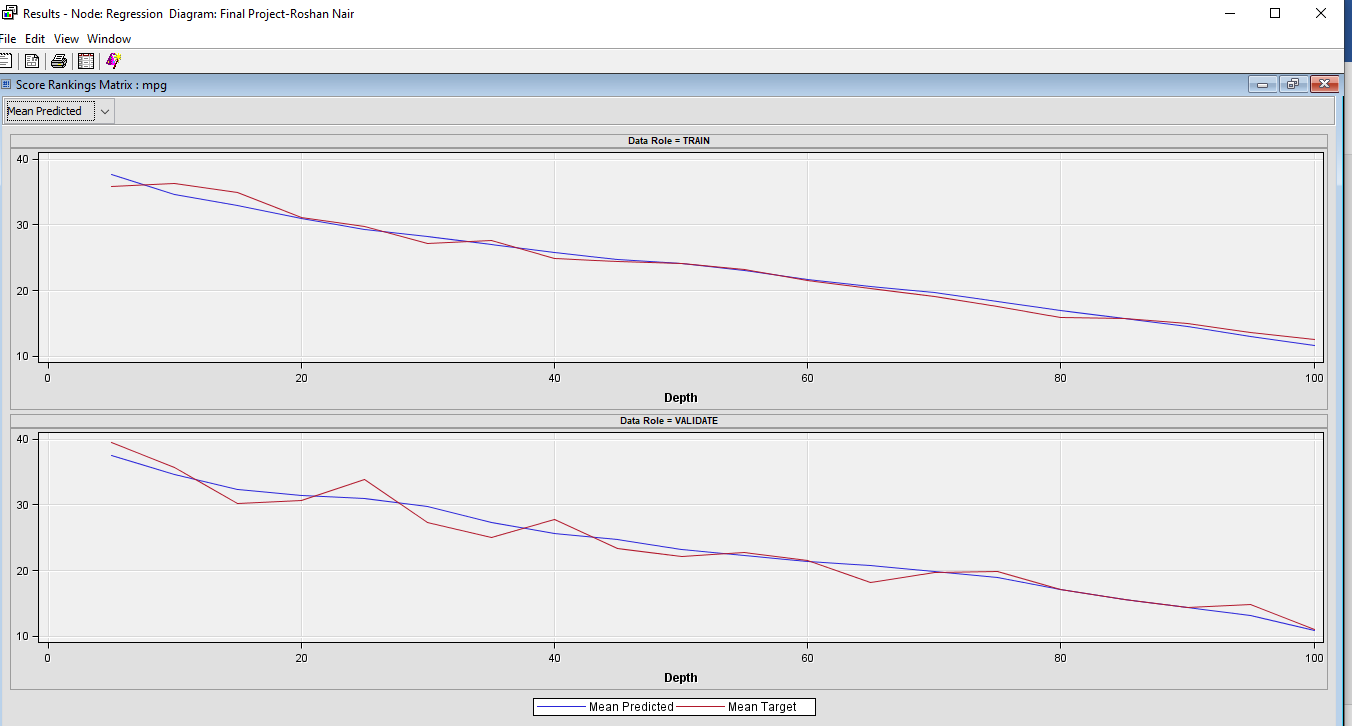 Results - Node: Regression Diagram: Final Project-Roshan Nair
File Edit View Window
Score Rankings Matrix : mpg
Mean Predicted
Data Role = TRAIN
40
30
20
10
0 20 40 60 80 100
Depth
Data Role = VALIDATE
40
30
20
10
0 20 40 60 80 100
Depth
Mean Predicted Mean Target